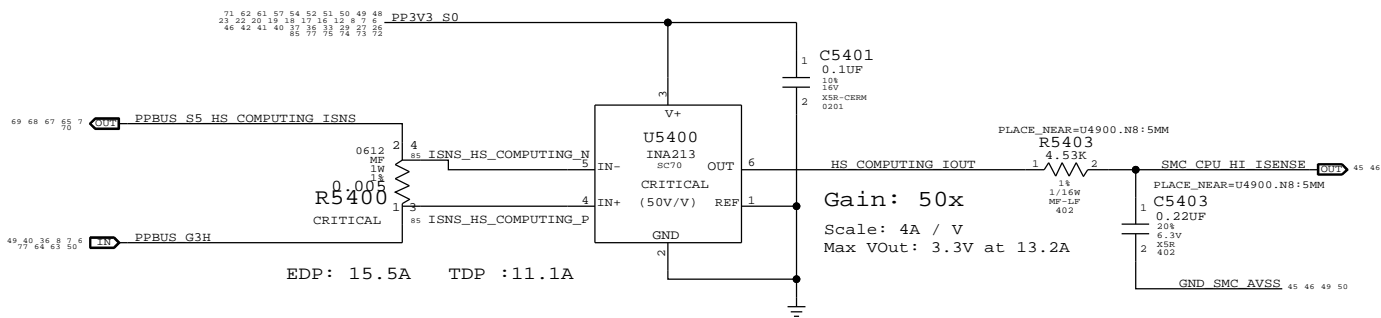 71 62 61 57 54 52 51 50 49 48
23 22 20 19 18 17 16 12 8 7 6
46 42 41 40 37 36 33 29 27 26
85 77 75 74 73 72
PP3V3_S0
C5401
1
0.1UF
10%
16V
X5R-CERM
2
0201
3
V+
69 68 67 65 7
70
OUT
PPBUS_S5_HS_COMPUTING_ISNS
U5400
INA213
SC70
CRITICAL
(50V/V)
IN-
IN+
OUT
REF
GND
5
4
6
1
2
2 4
0612
MF
1W
1%
0.005
R5400
1 3
CRITICAL
85 ISNS_HS_COMPUTING_N
85 ISNS_HS_COMPUTING_P
49 40 36 8 7 6
77 64 63 50
IN
PPBUS_G3H
EDP: 15.5A TDP :11.1A
HS_COMPUTING_IOUT
Gain: 50x
Scale: 4A / V
Max VOut: 3.3V at 13.2A
PLACE_NEAR=U4900.N8:5MM
R5403
4.53K
1 2
1%
1/16W
MF-LF
402
SMC_CPU_HI_ISENSE
OUT
45 46
PLACE_NEAR=U4900.N8:5MM
C5403
1
0.22UF
20%
6.3V
X5R
2
402
GND_SMC_AVSS
45 46 49 50